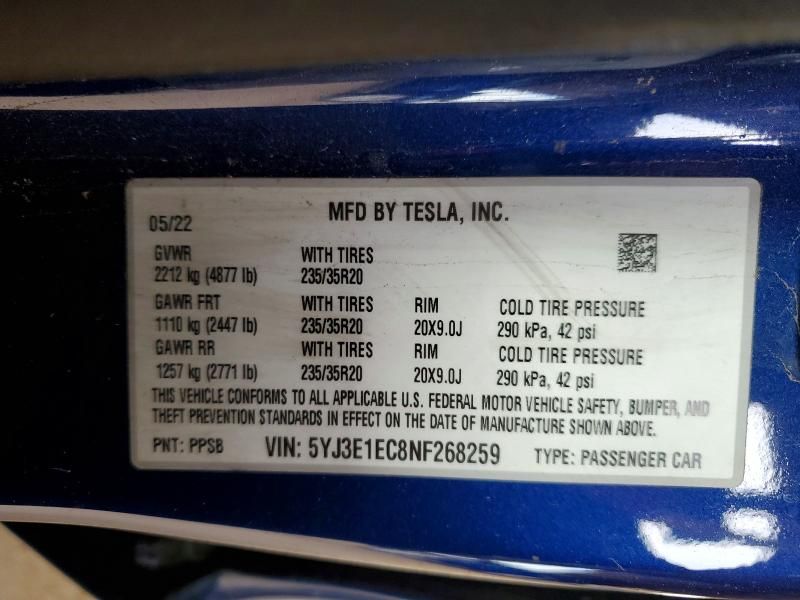 MFD BY TESLA, INC.
05/22
GVWR WITH TIRES
2212 kg (4877 lb) 235/35R20
GAWR FRT WITH TIRES RIM COLD TIRE PRESSURE
1110 kg (2447 lb) 235/35R20 20X9.0J 290 kPa, 42 psi
GAWR RR WITH TIRES RIM COLD TIRE PRESSURE
1257 kg (2771 lb) 235/35R20 20X9.0J 290 kPa, 42 psi
THIS VEHICLE CONFORMS TO ALL APPLICABLE U.S. FEDERAL MOTOR VEHICLE SAFETY, BUMPER, AND
THEFT PREVENTION STANDARDS IN EFFECT ON THE DATE OF MANUFACTURE SHOWN ABOVE.
PNT: PPSB VIN: 5YJ3E1EC8NF268259 TYPE: PASSENGER CAR